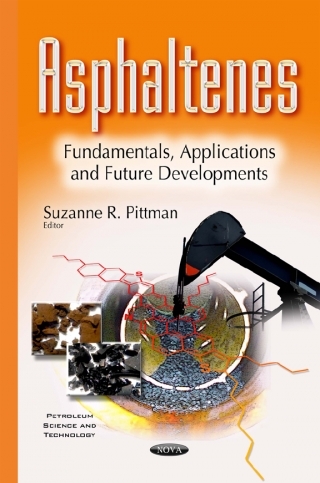 Asphaltenes
Fundamentals, Applications
and Future Developments
Suzanne R. Pittman
Editor
S
Petroleum
Science and
Technology
NOVA